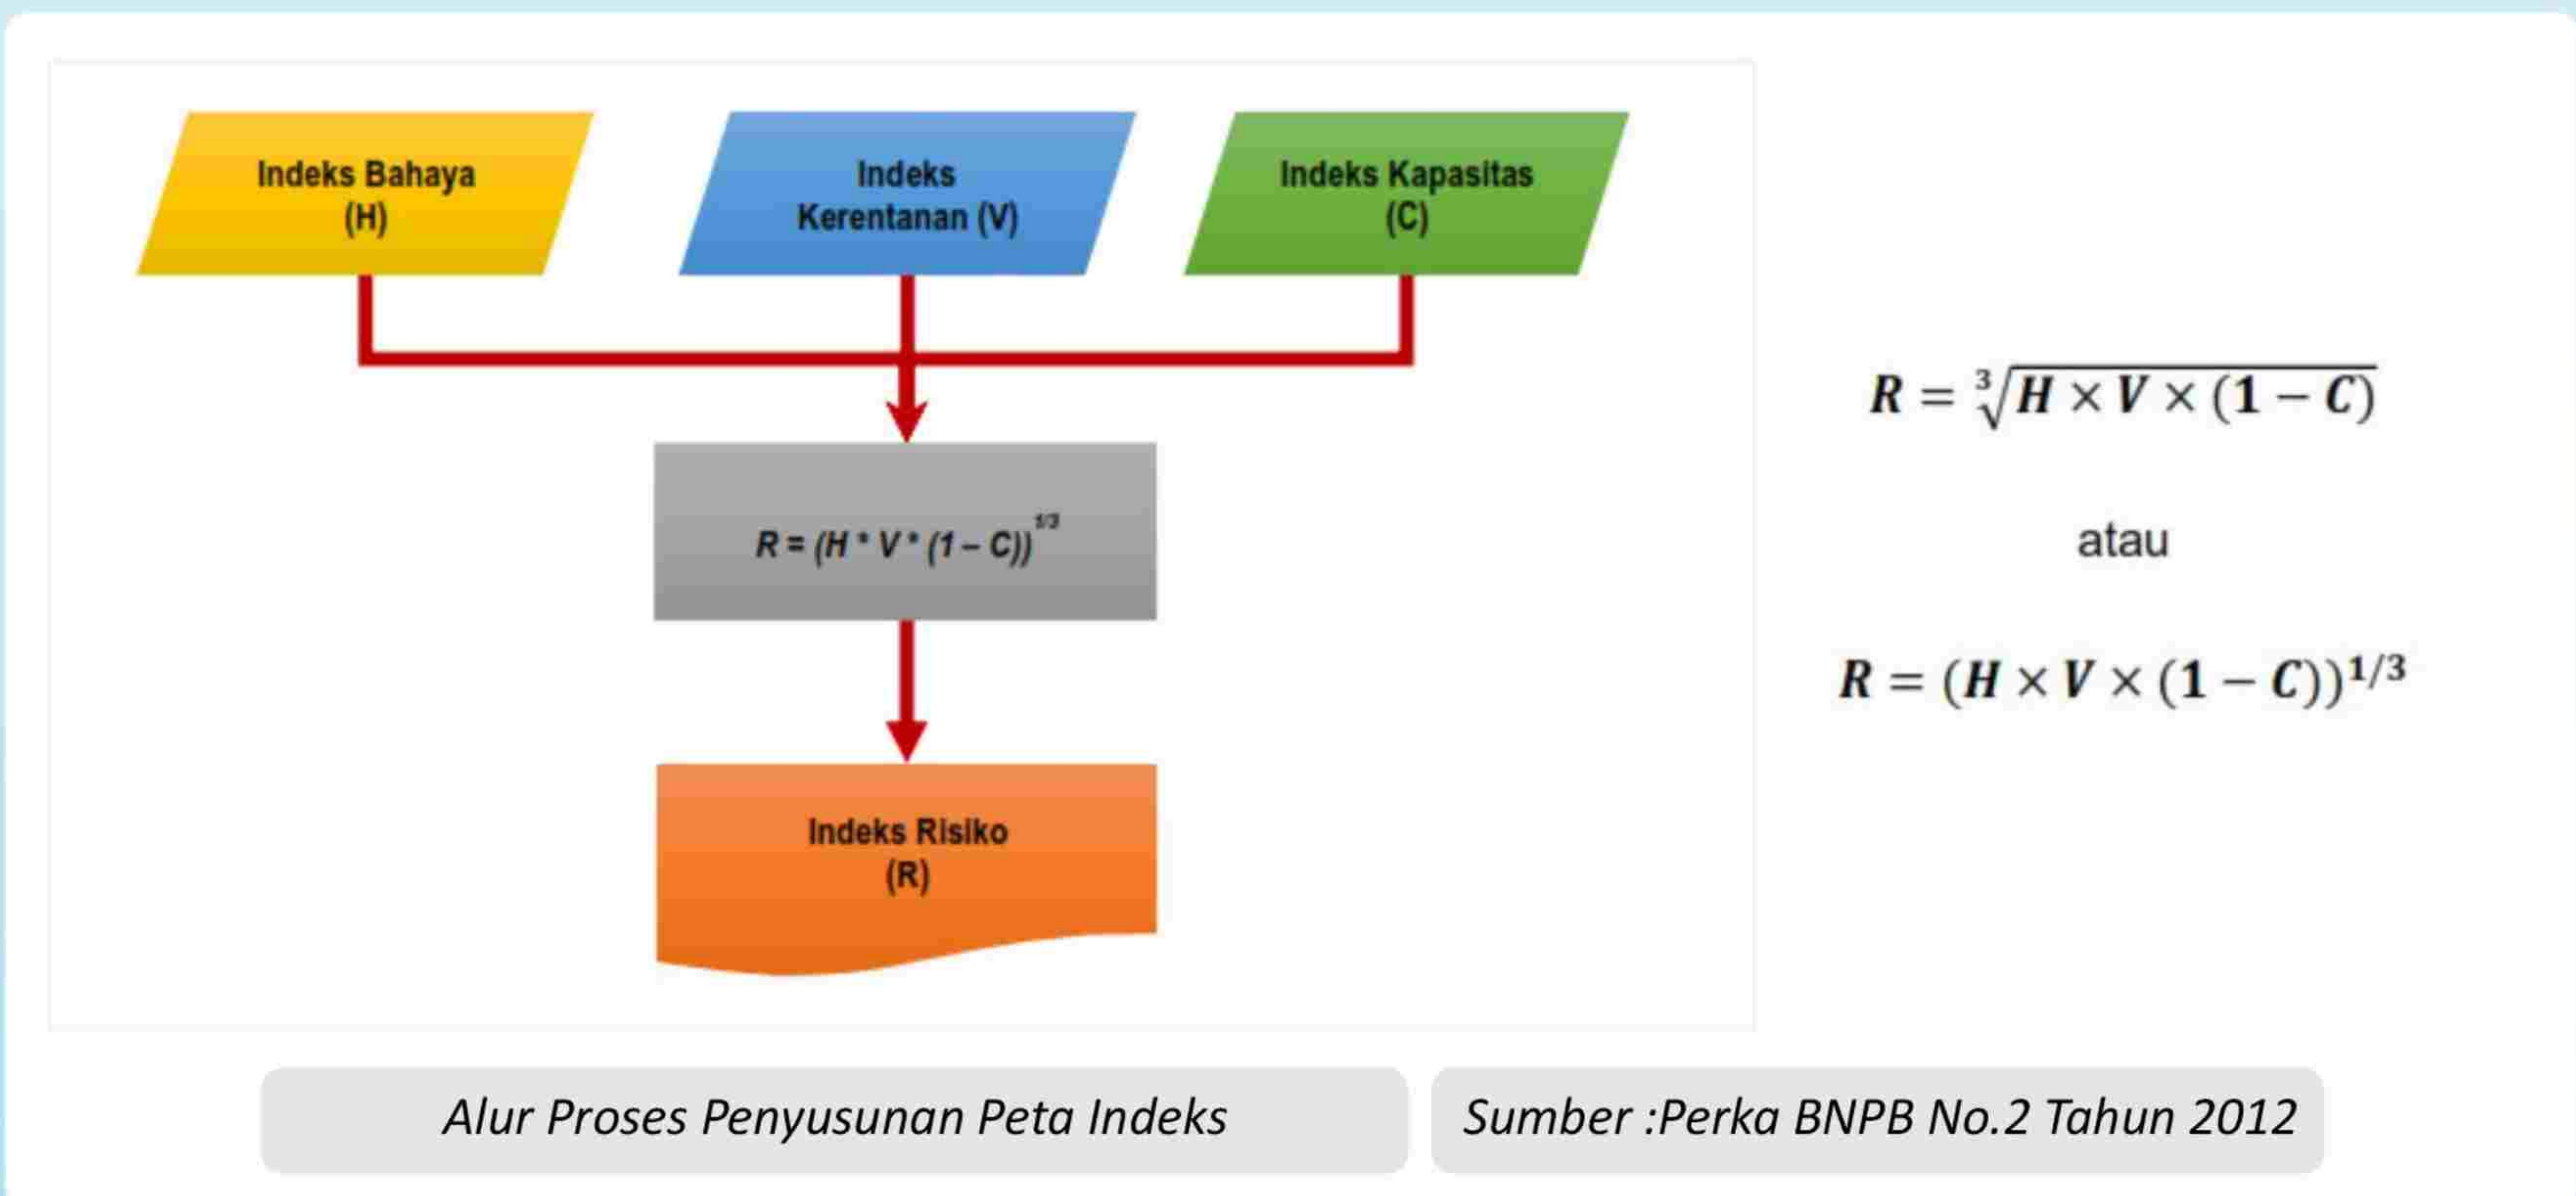 Indeks Bahaya
(H)
Indeks
Kerentanan (V)
Indeks Kapasitas
(C)
R = (H * V * (1 – C))^1/3
Indeks Risiko
(R)
R = ∛H × V × (1 − C)
atau
R = (H × V × (1 − C))^1/3
Alur Proses Penyusunan Peta Indeks
Sumber :Perka BNPB No.2 Tahun 2012